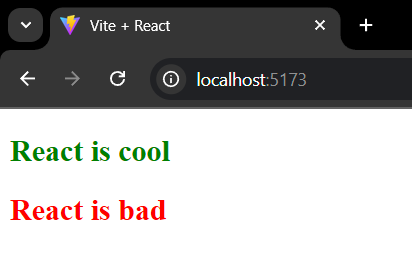 Vite + React
localhost:5173
React is cool
React is bad